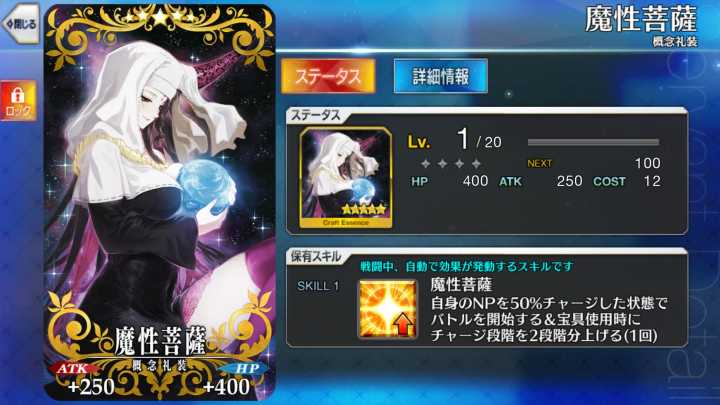 閉じる
魔性菩薩
概念礼装
ロック
ステータス
詳細情報
ステータス
Lv. 1/20
NEXT 100
HP 400 ATK 250 COST 12
Craft Essence
保有スキル
戦闘中、自動で効果が発動するスキルです
SKILL 1
魔性菩薩
自身のNPを50%チャージした状態で
バトルを開始する&宝具使用時に
チャージ段階を2段階分上げる(1回)
魔性菩薩
概念礼装
ATK HP
+250 +400